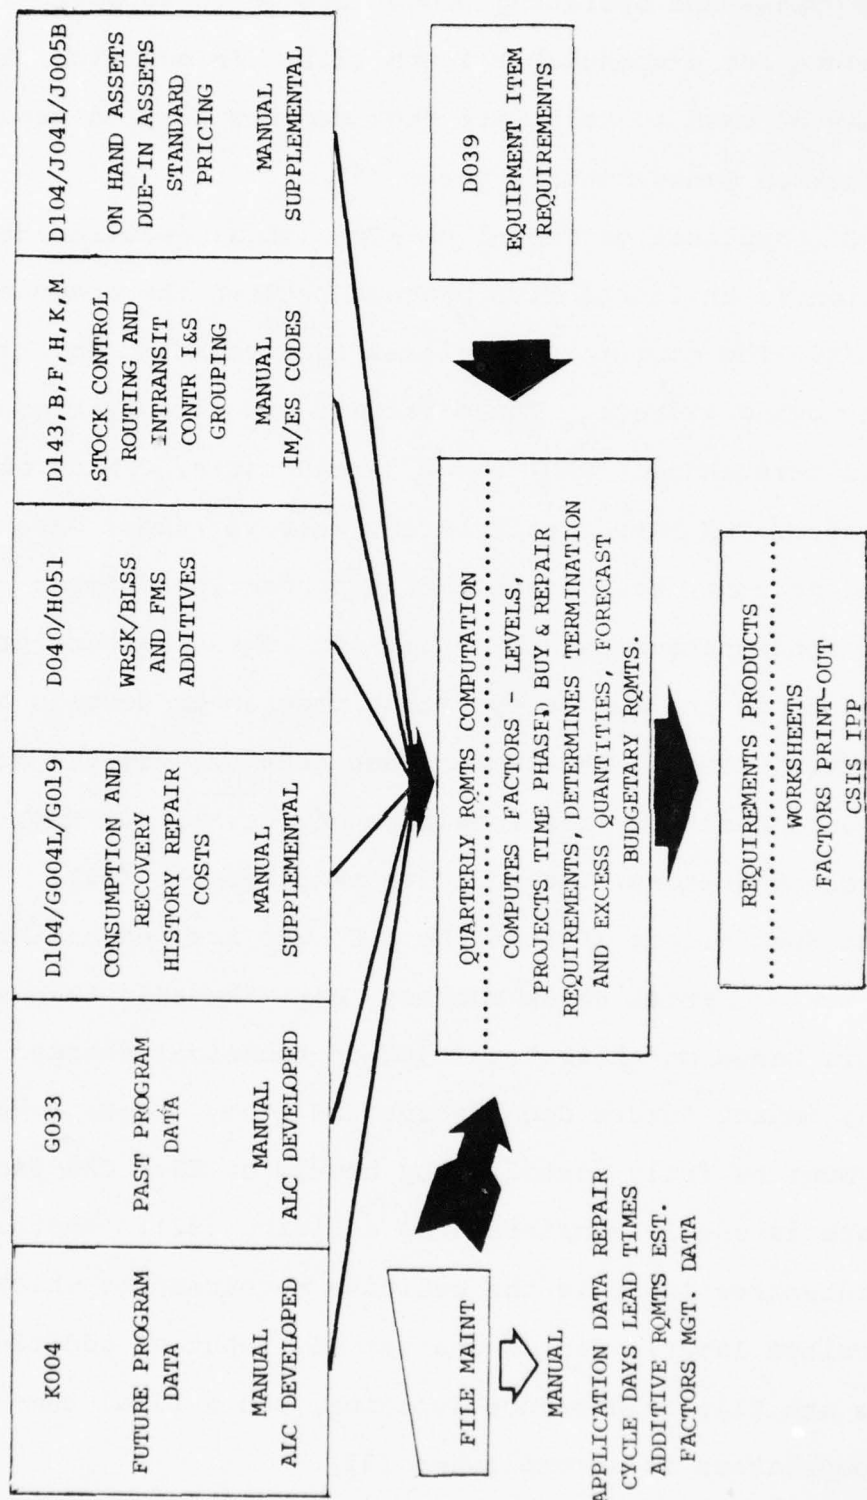 K004
FUTURE PROGRAM
DATA
MANUAL
ALC DEVELOPED
G033
PAST PROGRAM
DATA
MANUAL
ALC DEVELOPED
D104/G004L/G019
CONSUMPTION AND
RECOVERY
HISTORY REPAIR
COSTS
MANUAL
SUPPLEMENTAL
D040/H051
WRSK/BLSS
AND FMS
ADDITIVES
D143,B,F,H,K,M
STOCK CONTROL
ROUTING AND
INTRANSIT
CONTR I&S
GROUPING
MANUAL
IM/ES CODES
D104/J041/J005B
ON HAND ASSETS
DUE-IN ASSETS
STANDARD
PRICING
MANUAL
SUPPLEMENTAL
FILE MAINT
MANUAL
APPLICATION DATA REPAIR
CYCLE DAYS LEAD TIMES
ADDITIVE RQMTS EST.
FACTORS MGT. DATA
QUARTERLY RQMTS COMPUTATION
COMPUTES FACTORS - LEVELS,
PROJECTS TIME PHASED BUY & REPAIR
REQUIREMENTS, DETERMINES TERMINATION
AND EXCESS QUANTITIES, FORECAST
BUDGETARY RQMTS.
D039
EQUIPMENT ITEM
REQUIREMENTS
REQUIREMENTS PRODUCTS
WORKSHEETS
FACTORS PRINT-OUT
CSIS IPP